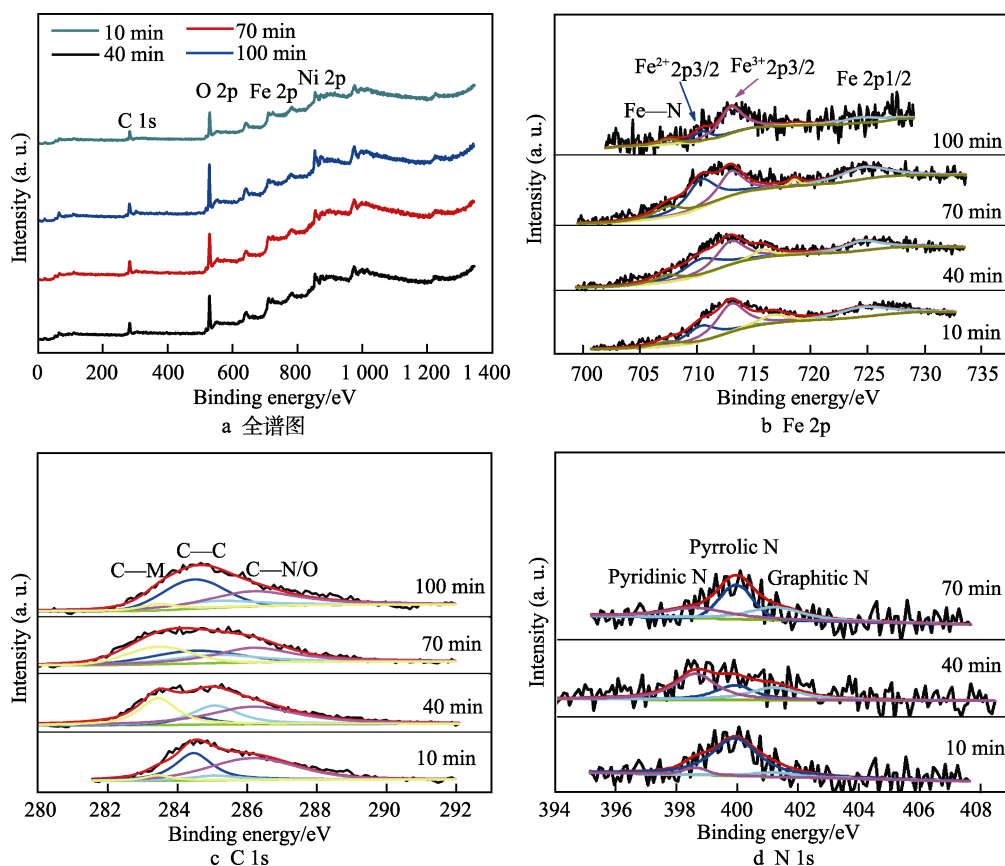 10 min
70 min
40 min
100 min
C 1s
O 2p
Fe 2p
Ni 2p
Intensity (a. u.)
0
200
400
600
800
1 000
1 200
1 400
Binding energy/eV
a 全谱图
Fe²⁺2p3/2
Fe³⁺2p3/2
Fe 2p1/2
Fe—N
100 min
70 min
40 min
10 min
Intensity (a. u.)
700
705
710
715
720
725
730
735
Binding energy/eV
b Fe 2p
C—C
C—M
C—N/O
100 min
70 min
40 min
10 min
Intensity (a. u.)
280
282
284
286
288
290
292
Binding energy/eV
c C 1s
Pyrrolic N
Pyridinic N
Graphitic N
70 min
40 min
10 min
Intensity (a. u.)
394
396
398
400
402
404
406
408
Binding energy/eV
d N 1s